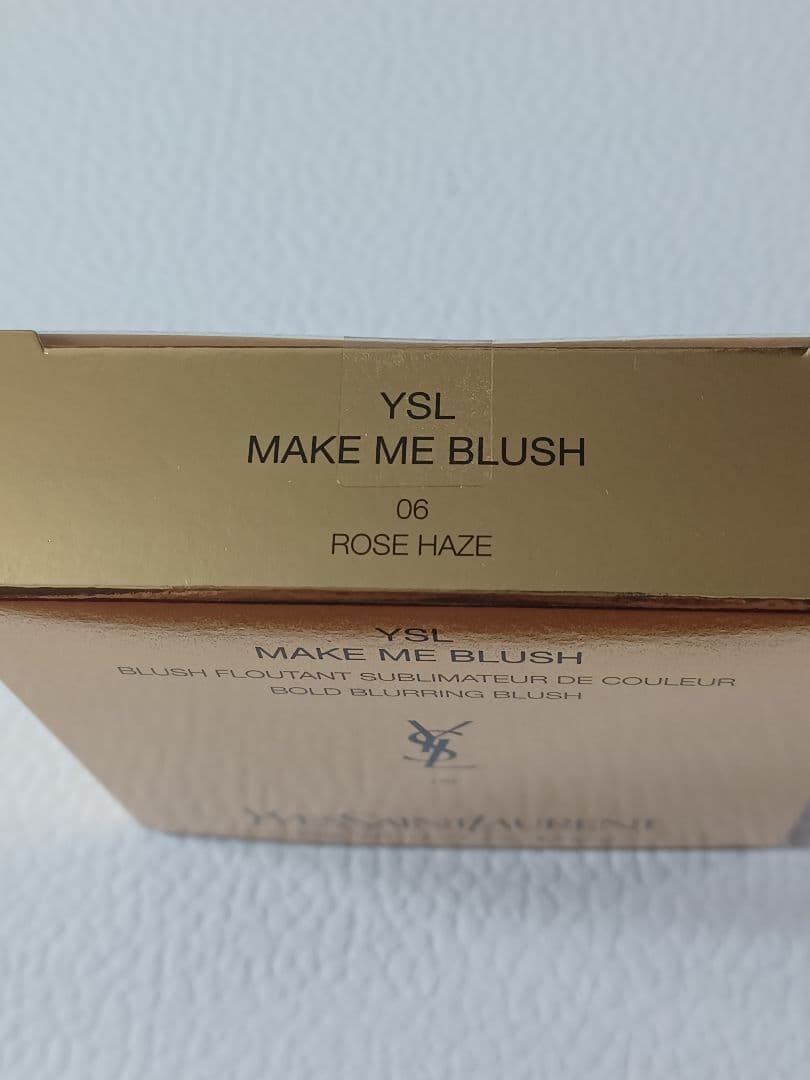 YSL
MAKE ME BLUSH
06
ROSE HAZE
YSL
MAKE ME BLUSH
BLUSH FLOUTANT SUBLIMATEUR DE COULEUR
BOLD BLURRING BLUSH
YSL
YVESSAINTLAURENT